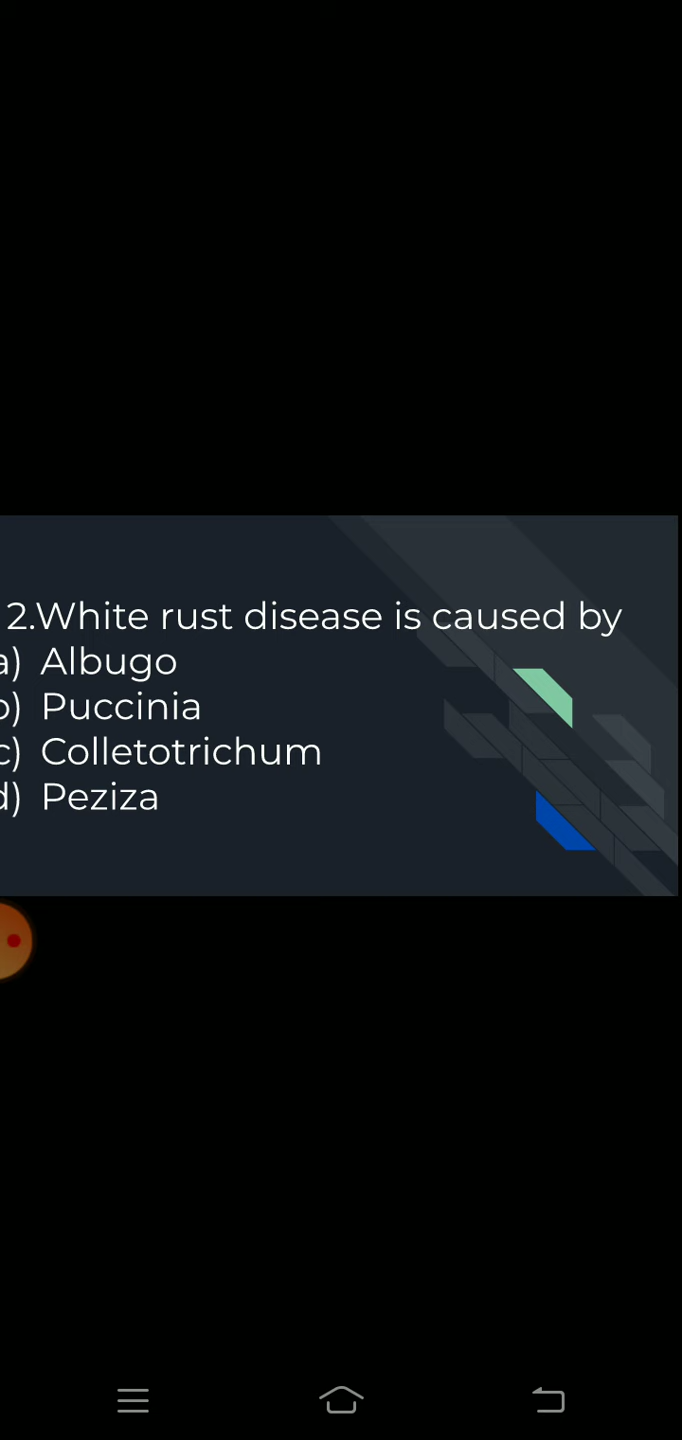 2.White rust disease is caused by
a) Albugo
b) Puccinia
c) Colletotrichum
d) Peziza